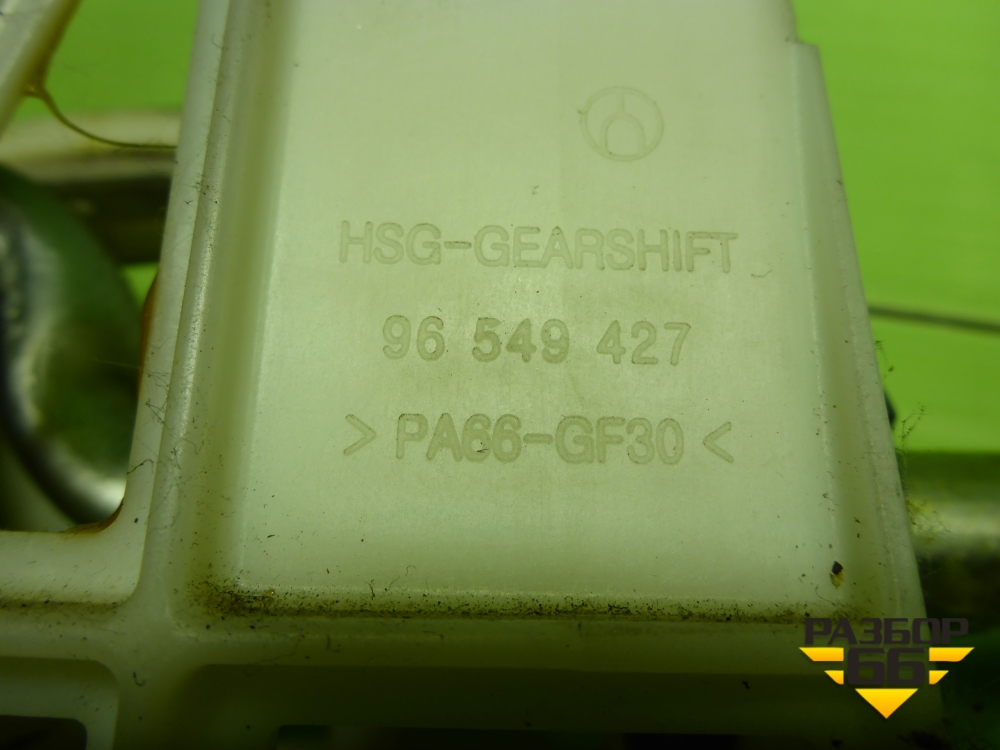 HSG-GEARSHIFT
96 549 427
> PA66-GF30 <
РАЗБОР
66